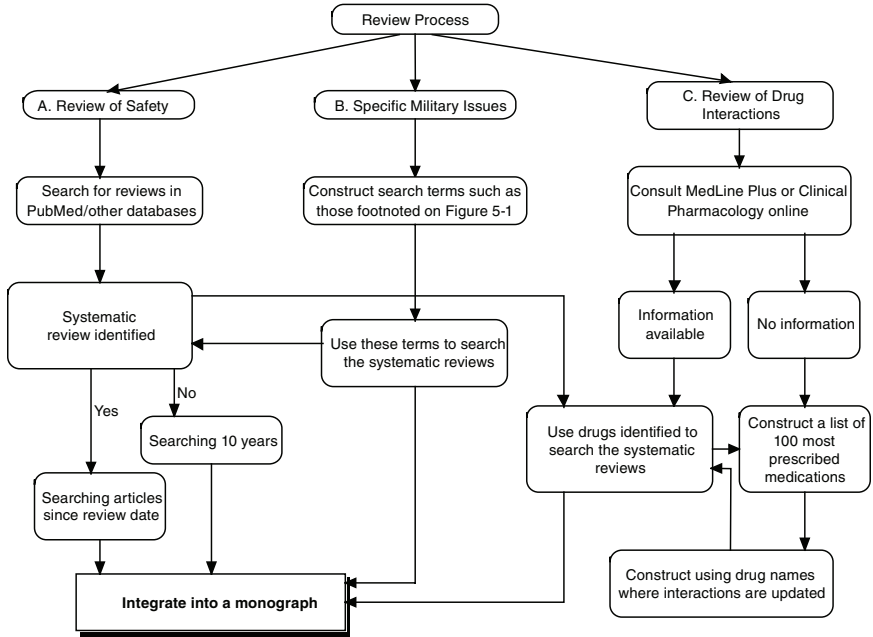 Review Process
A. Review of Safety
B. Specific Military Issues
C. Review of Drug
Interactions
Search for reviews in
PubMed/other databases
Construct search terms such as
those footnoted on Figure 5-1
Consult MedLine Plus or Clinical
Pharmacology online
Systematic
review identified
Use these terms to search
the systematic reviews
Information
available
No information
Yes
No
Searching 10 years
Searching articles
since review date
Use drugs identified to
search the systematic
reviews
Construct a list of
100 most
prescribed
medications
Construct using drug names
where interactions are updated
Integrate into a monograph